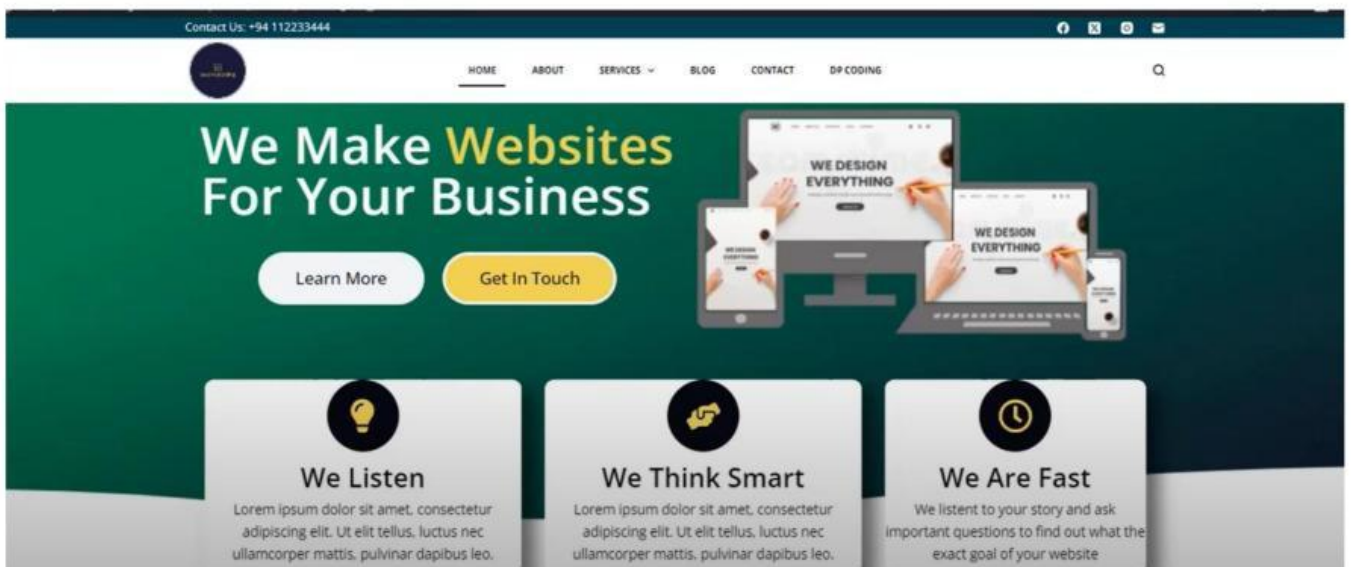 Contact Us: +94 112233444
HOME ABOUT SERVICES BLOG CONTACT DP CODING
We Make Websites
For Your Business
WE DESIGN
EVERYTHING
WE DESIGN
EVERYTHING
WE DESIGN
EVERYTHING
Learn More Get In Touch
We Listen
Lorem ipsum dolor sit amet, consectetur
adipiscing elit. Ut elit tellus, luctus nec
ullamcorper mattis, pulvinar dapibus leo.
We Think Smart
Lorem ipsum dolor sit amet, consectetur
adipiscing elit. Ut elit tellus, luctus nec
ullamcorper mattis, pulvinar dapibus leo.
We Are Fast
We listent to your story and ask
important questions to find out what the
exact goal of your website